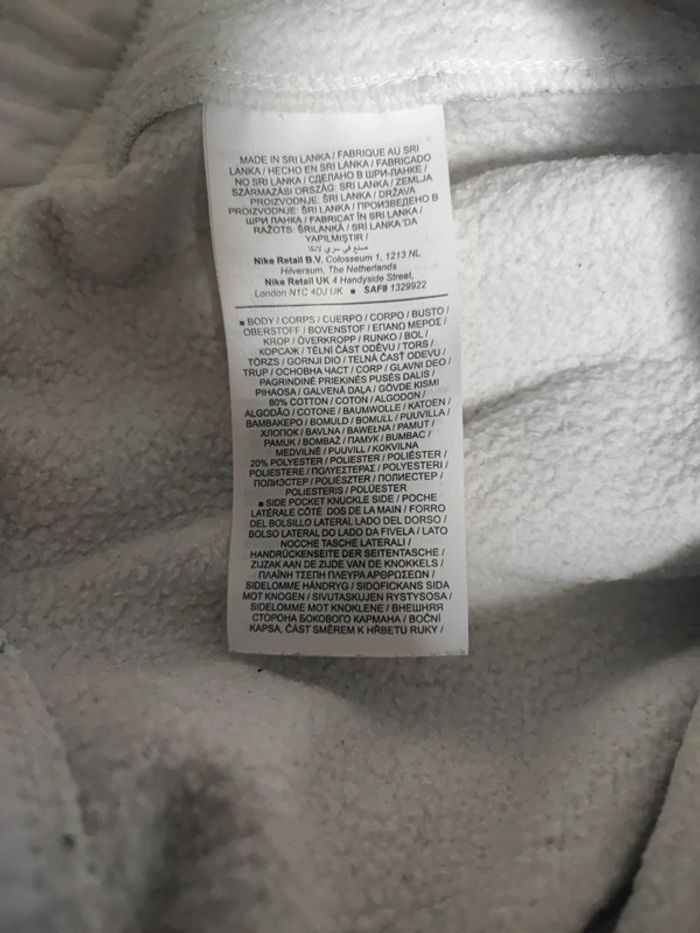 MADE IN SRI LANKA / FABRIQUE AU SRI
LANKA / HECHO EN SRI LANKA / FABRICADO
NO SRI LANKA / СДЕЛАНО В ШРИ-ЛАНКЕ /
SZÁRMAZÁSI ORSZÁG: SRI LANKA / ZEMLJA
PROIZVODNJE: ŠRI LANKA / DRŽAVA
PROIZVODNJE: ŠRI LANKA / ПРОИЗВЕДЕНО В
ШРИ ЛАНКА / FABRICAT ÎN SRI LANKA /
RAŽOTS: ŠRILANKĀ / SRİ LANKA 'DA
YAPILMIŞTIR /
صنع في سري لانكا
Nike Retail B.V. Colosseum 1, 1213 NL
Hilversum, The Netherlands
Nike Retail UK 4 Handyside Street,
London N1C 4DJ UK ■ SAF# 1329922
■ BODY / CORPS / CUERPO / CORPO / BUSTO /
OBERSTOFF / BOVENSTOF / ΕΠΑΝΩ ΜΕΡΟΣ /
KROP / ÖVERKROPP / RUNKO / BOL /
КОРСАЖ / TĚLNÍ ČÁST ODĚVU / TORS /
TÖRZS / GORNJI DIO / TELNÁ ČASŤ ODEVU /
TRUP / ОСНОВНА ЧАСТ / CORP / GLAVNI DEO /
PAGRINDINĖ PRIEKINĖS PUSĖS DALIS /
PIHAOSA / GALVENĀ DAĻA / GÖVDE KISMI
80% COTTON / COTON / ALGODON /
ALGODÃO / COTONE / BAUMWOLLE / KATOEN /
ΒΑΜΒΑΚΕΡΟ / BOMULD / BOMULL / PUUVILLA /
ХЛОПОК / BAVLNA / BAWEŁNA / PAMUT /
PAMUK / BOMBAŽ / ПАМУК / BUMBAC /
MEDVILNĖ / PUUVILL / KOKVILNA
20% POLYESTER / POLIESTER / POLIÉSTER /
POLIESTERE / ΠΟΛΥΕΣΤΕΡΑΣ / POLYESTERI /
ПОЛИЭСТЕР / POLIÉSZTER / ПОЛИЕСТЕР /
POLIESTERIS / POLÜESTER
■ SIDE POCKET KNUCKLE SIDE / POCHE
LATÉRALE CÔTÉ DOS DE LA MAIN / FORRO
DEL BOLSILLO LATERAL LADO DEL DORSO /
BOLSO LATERAL DO LADO DA FIVELA / LATO
NOCCHE TASCHE LATERALI /
HANDRÜCKENSEITE DER SEITENTASCHE /
ZIJZAK AAN DE ZIJDE VAN DE KNOKKELS /
ΠΛΑΪΝΗ ΤΣΕΠΗ ΠΛΕΥΡΑ ΑΡΘΡΩΣΕΩΝ /
SIDELOMME HÅNDRYG / SIDOFICKANS SIDA
MOT KNOGEN / SIVUTASKUJEN RYSTYSOSA /
SIDELOMME MOT KNOKLENE / ВНЕШНЯЯ
СТОРОНА БОКОВОГО КАРМАНА / BOČNÍ
KAPSA, ČÁST SMĚREM K HŘBETU RUKY /